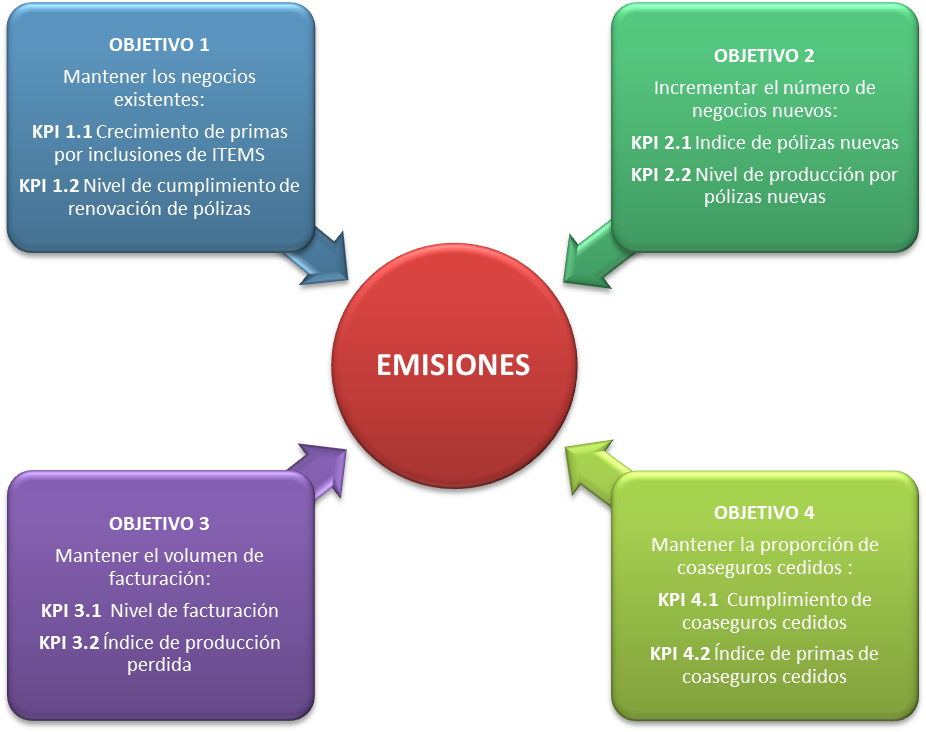 OBJETIVO 1
Mantener los negocios
existentes:
KPI 1.1 Crecimiento de primas
por inclusiones de ITEMS
KPI 1.2 Nivel de cumplimiento de
renovación de pólizas
OBJETIVO 2
Incrementar el número de
negocios nuevos:
KPI 2.1 Indice de pólizas nuevas
KPI 2.2 Nivel de producción por
pólizas nuevas
EMISIONES
OBJETIVO 3
Mantener el volumen de
facturación:
KPI 3.1 Nivel de facturación
KPI 3.2 Índice de producción
perdida
OBJETIVO 4
Mantener la proporción de
coaseguros cedidos :
KPI 4.1 Cumplimiento de
coaseguros cedidos
KPI 4.2 Índice de primas de
coaseguros cedidos